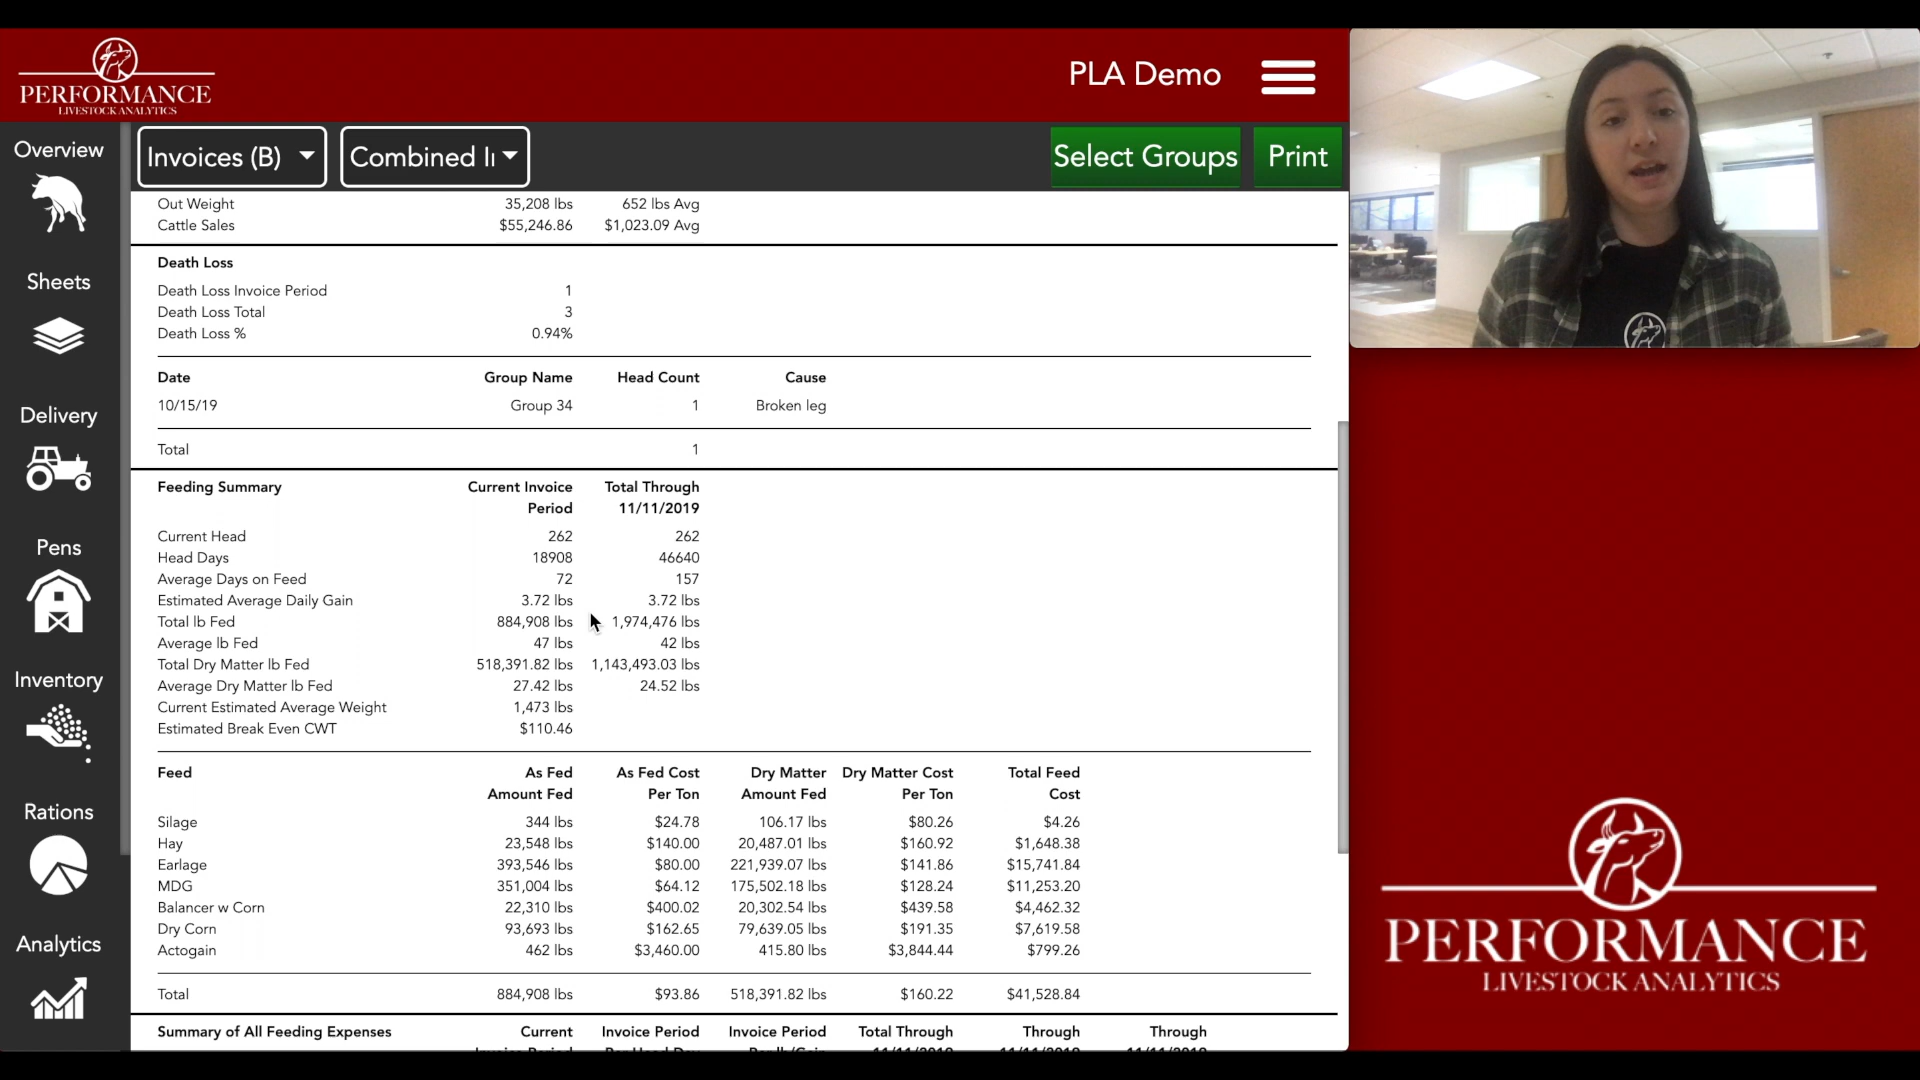 PERFORMANCE
LIVESTOCK ANALYTICS
PLA Demo
Overview
Sheets
Delivery
Pens
Inventory
Rations
Analytics
Invoices (B)
Combined I
Select Groups
Print
Out Weight 35,208 lbs 652 lbs Avg
Cattle Sales $55,246.86 $1,023.09 Avg
Death Loss
Death Loss Invoice Period 1
Death Loss Total 3
Death Loss % 0.94%
Date Group Name Head Count Cause
10/15/19 Group 34 1 Broken leg
Total 1
Feeding Summary Current Invoice Total Through
Period 11/11/2019
Current Head 262 262
Head Days 18908 46640
Average Days on Feed 72 157
Estimated Average Daily Gain 3.72 lbs 3.72 lbs
Total lb Fed 884,908 lbs 1,974,476 lbs
Average lb Fed 47 lbs 42 lbs
Total Dry Matter lb Fed 518,391.82 lbs 1,143,493.03 lbs
Average Dry Matter lb Fed 27.42 lbs 24.52 lbs
Current Estimated Average Weight 1,473 lbs
Estimated Break Even CWT $110.46
Feed As Fed As Fed Cost Dry Matter Dry Matter Cost Total Feed
Amount Fed Per Ton Amount Fed Per Ton Cost
Silage 344 lbs $24.78 106.17 lbs $80.26 $4.26
Hay 23,548 lbs $140.00 20,487.01 lbs $160.92 $1,648.38
Earlage 393,546 lbs $80.00 221,939.07 lbs $141.86 $15,741.84
MDG 351,004 lbs $64.12 175,502.18 lbs $128.24 $11,253.20
Balancer w Corn 22,310 lbs $400.02 20,302.54 lbs $439.58 $4,462.32
Dry Corn 93,693 lbs $162.65 79,639.05 lbs $191.35 $7,619.58
Actogain 462 lbs $3,460.00 415.80 lbs $3,844.44 $799.26
Total 884,908 lbs $93.86 518,391.82 lbs $160.22 $41,528.84
Summary of All Feeding Expenses Current Invoice Period Invoice Period Total Through Through Through
PERFORMANCE
LIVESTOCK ANALYTICS